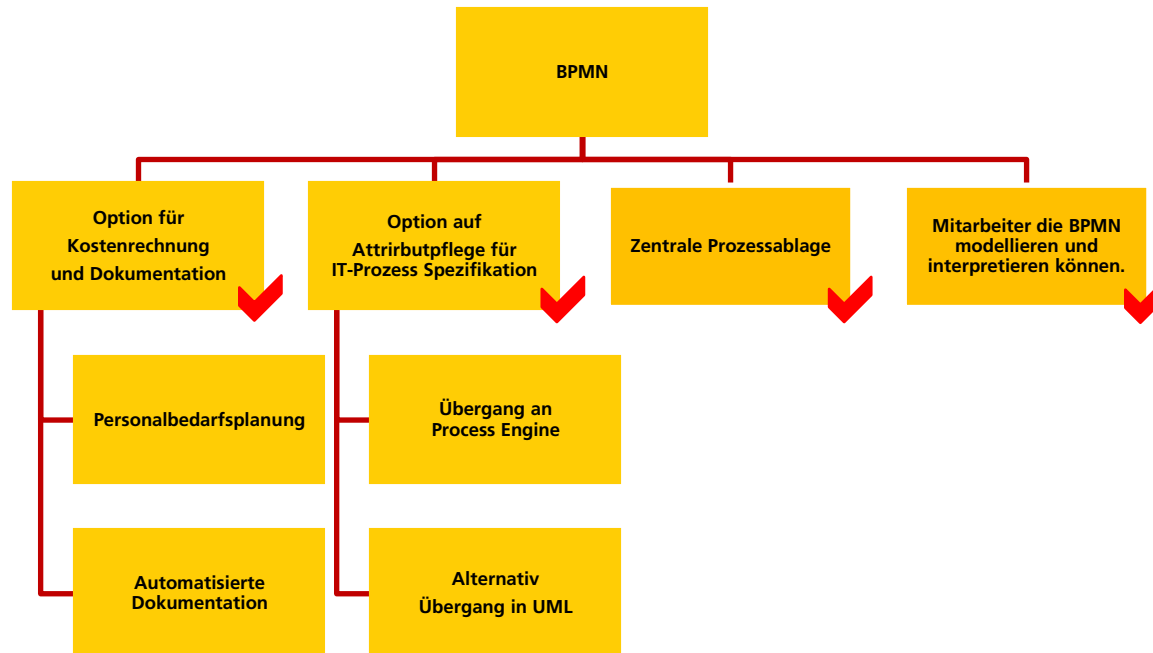 BPMN
Option für
Kostenrechnung
und Dokumentation
Option auf
Attrirbutpflege für
IT-Prozess Spezifikation
Zentrale Prozessablage
Mitarbeiter die BPMN
modellieren und
interpretieren können.
Personalbedarfsplanung
Übergang an
Process Engine
Automatisierte
Dokumentation
Alternativ
Übergang in UML